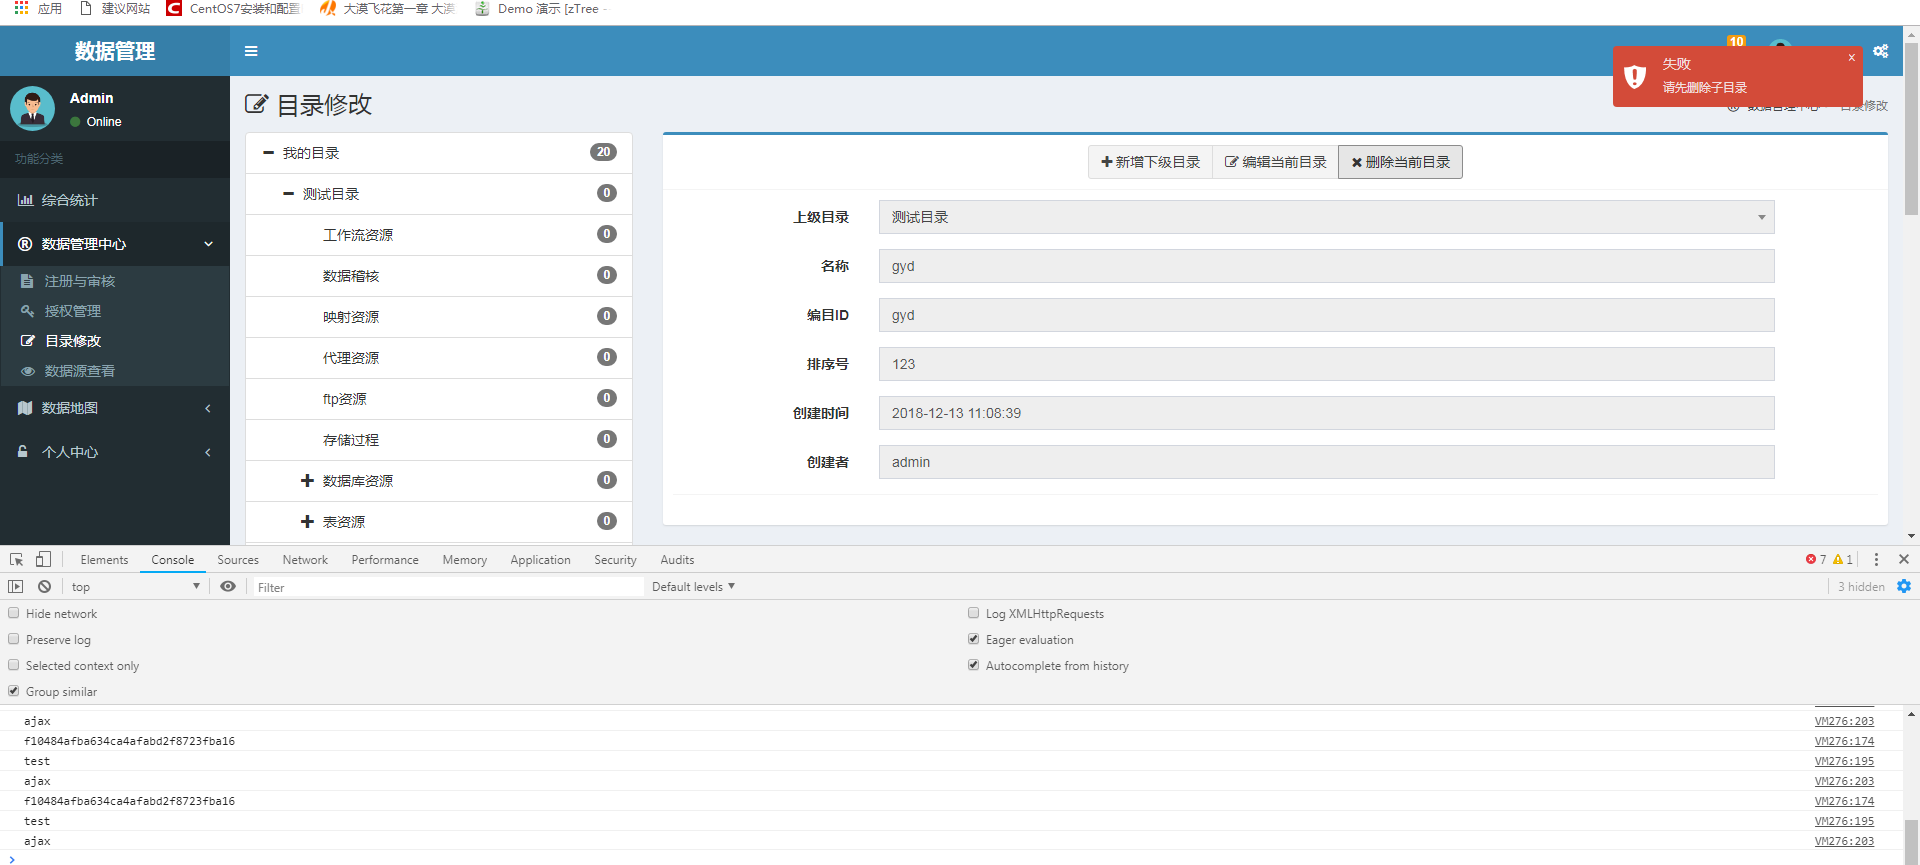 应用 建议网站 CentOS7安装和配置 大漠飞花第一章 大漠 Demo 演示 [zTree -
数据管理
10
失败 ×
请先删除子目录
Admin
Online
目录修改
数据管理中心 目录修改
功能分类
综合统计
数据管理中心
注册与审核
授权管理
目录修改
数据源查看
数据地图
个人中心
我的目录 20
测试目录 0
工作流资源 0
数据稽核 0
映射资源 0
代理资源 0
ftp资源 0
存储过程 0
数据库资源 0
表资源 0
新增下级目录 编辑当前目录 删除当前目录
上级目录 测试目录
名称 gyd
编目ID gyd
排序号 123
创建时间 2018-12-13 11:08:39
创建者 admin
Elements Console Sources Network Performance Memory Application Security Audits 7 1
top Filter Default levels ▼ 3 hidden
Hide network Log XMLHttpRequests
Preserve log Eager evaluation
Selected context only Autocomplete from history
Group similar
ajax VM276:203
f10484afba634ca4afabd2f8723fba16 VM276:174
test VM276:195
ajax VM276:203
f10484afba634ca4afabd2f8723fba16 VM276:174
test VM276:195
ajax VM276:203